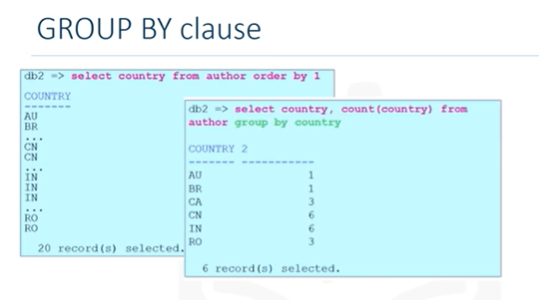 GROUP BY clause
db2 => select country from author order by 1
COUNTRY
-------
AU
BR
...
CN
CN
...
IN
IN
IN
...
RO
RO
20 record(s) selected.
db2 => select country, count(country) from
author group by country
COUNTRY 2
------- -----------
AU 1
BR 1
CA 3
CN 6
IN 6
RO 3
6 record(s) selected.